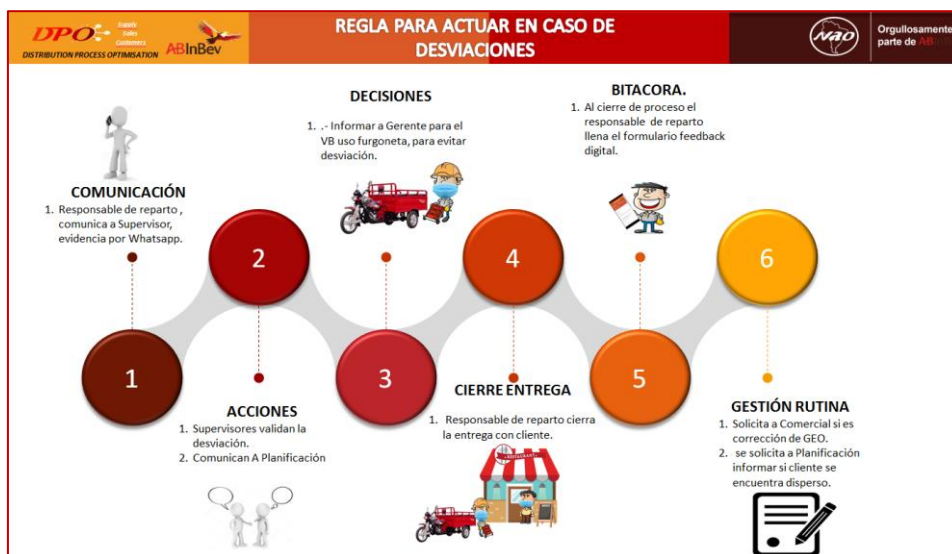 DPO
Supply
Sales
Customers
DISTRIBUTION PROCESS OPTIMISATION
ABInBev
REGLA PARA ACTUAR EN CASO DE
DESVIACIONES
Orgullosamente
parte de AB
COMUNICACIÓN
1. Responsable de reparto ,
comunica a Supervisor,
evidencia por Whatsapp.
1
2
ACCIONES
1. Supervisores validan la
desviación.
2. Comunican A Planificación
DECISIONES
1. .- Informar a Gerente para el
VB uso furgoneta, para evitar
desviación.
3
4
CIERRE ENTREGA
1. Responsable de reparto cierra
la entrega con cliente.
RESTAURANT
BITACORA.
1. Al cierre de proceso el
responsable de reparto
llena el formulario feedback
digital.
5
6
GESTIÓN RUTINA
1. Solicita a Comercial si es
corrección de GEO.
2. se solicita a Planificación
informar si cliente se
encuentra disperso.